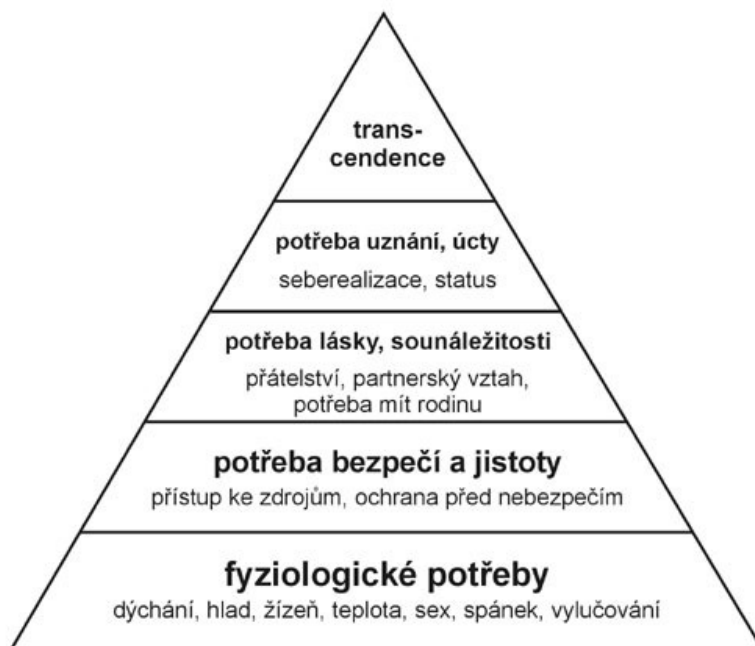 trans-
cendence
potřeba uznání, úcty
seberealizace, status
potřeba lásky, sounáležitosti
přátelství, partnerský vztah,
potřeba mít rodinu
potřeba bezpečí a jistoty
přístup ke zdrojům, ochrana před nebezpečím
fyziologické potřeby
dýchání, hlad, žízeň, teplota, sex, spánek, vylučování